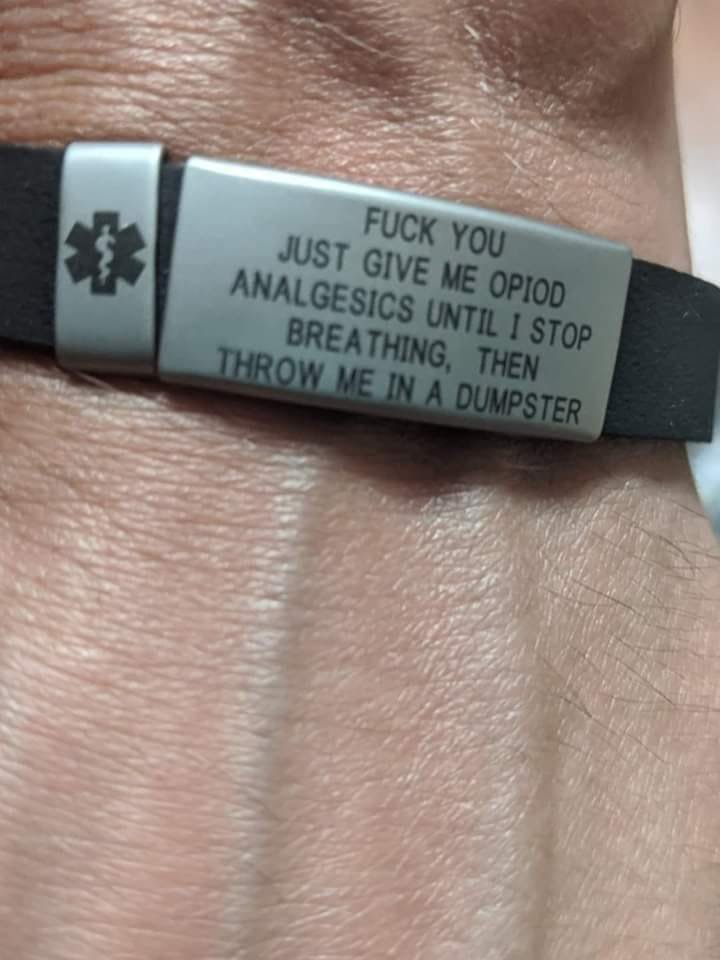 FUCK YOU
JUST GIVE ME OPIOD
ANALGESICS UNTIL I STOP
BREATHING, THEN
THROW ME IN A DUMPSTER